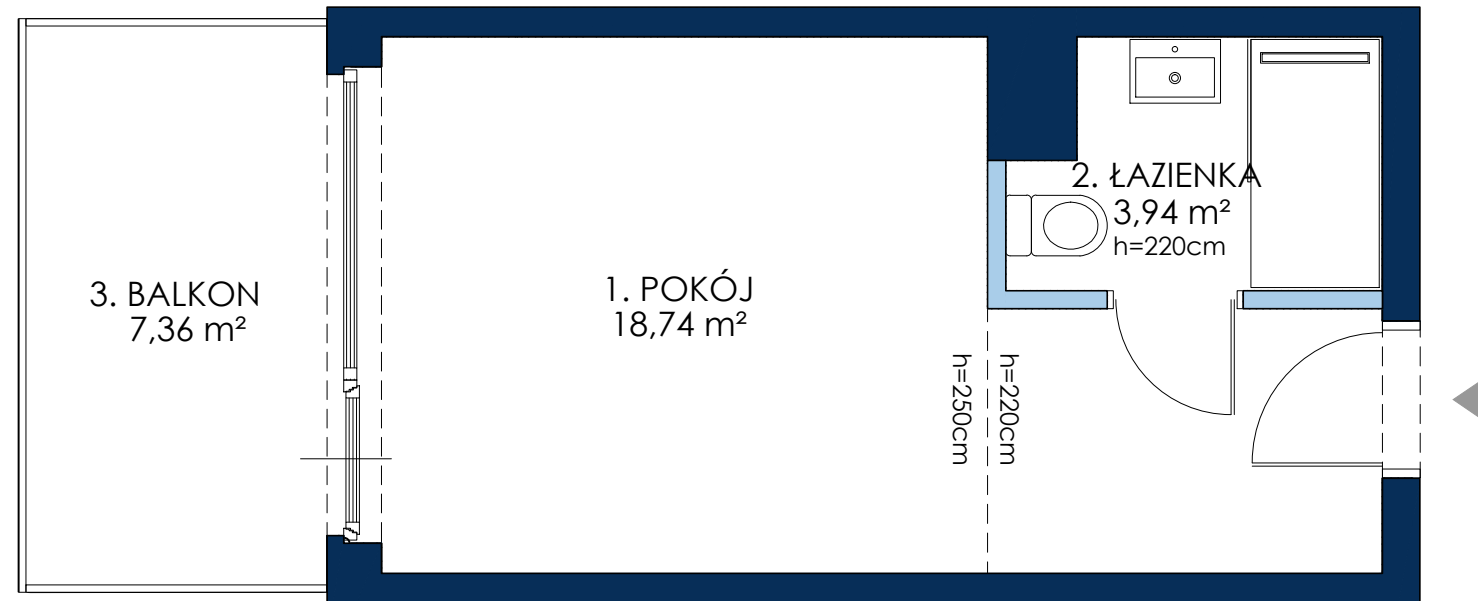 3. BALKON
7,36 m²
1. POKÓJ
18,74 m²
2. ŁAZIENKA
3,94 m²
h=220cm
h=250cm
h=220cm